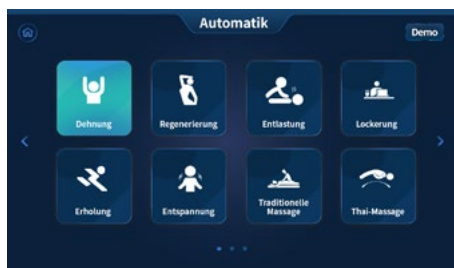 Automatik
Demo
Dehnung
Regenerierung
Entlastung
Lockerung
Erholung
Entspannung
Traditionelle
Massage
Thai-Massage